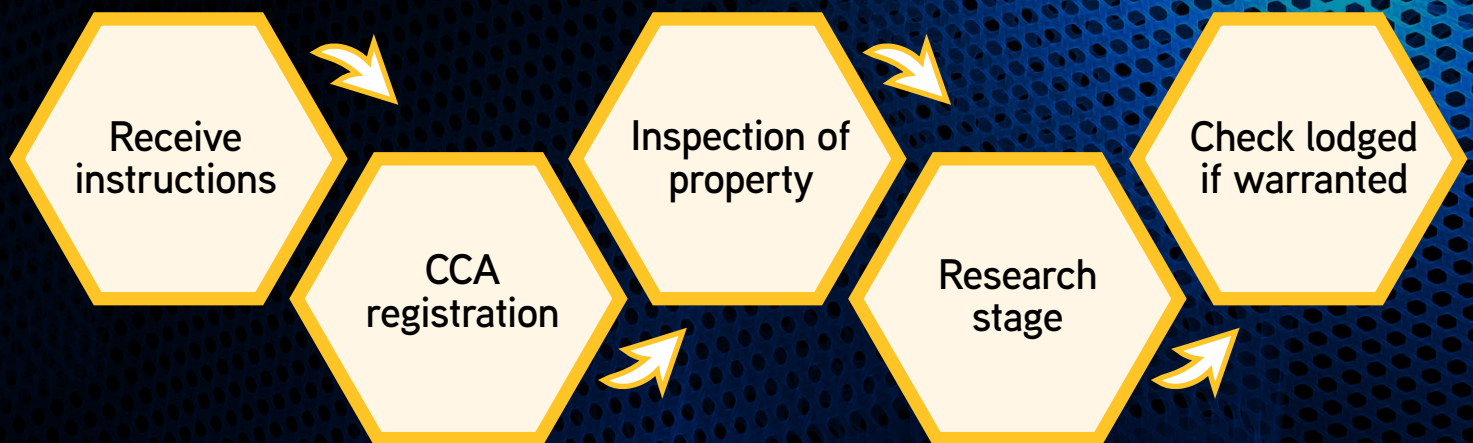 Receive
instructions
CCA
registration
Inspection of
property
Research
stage
Check lodged
if warranted